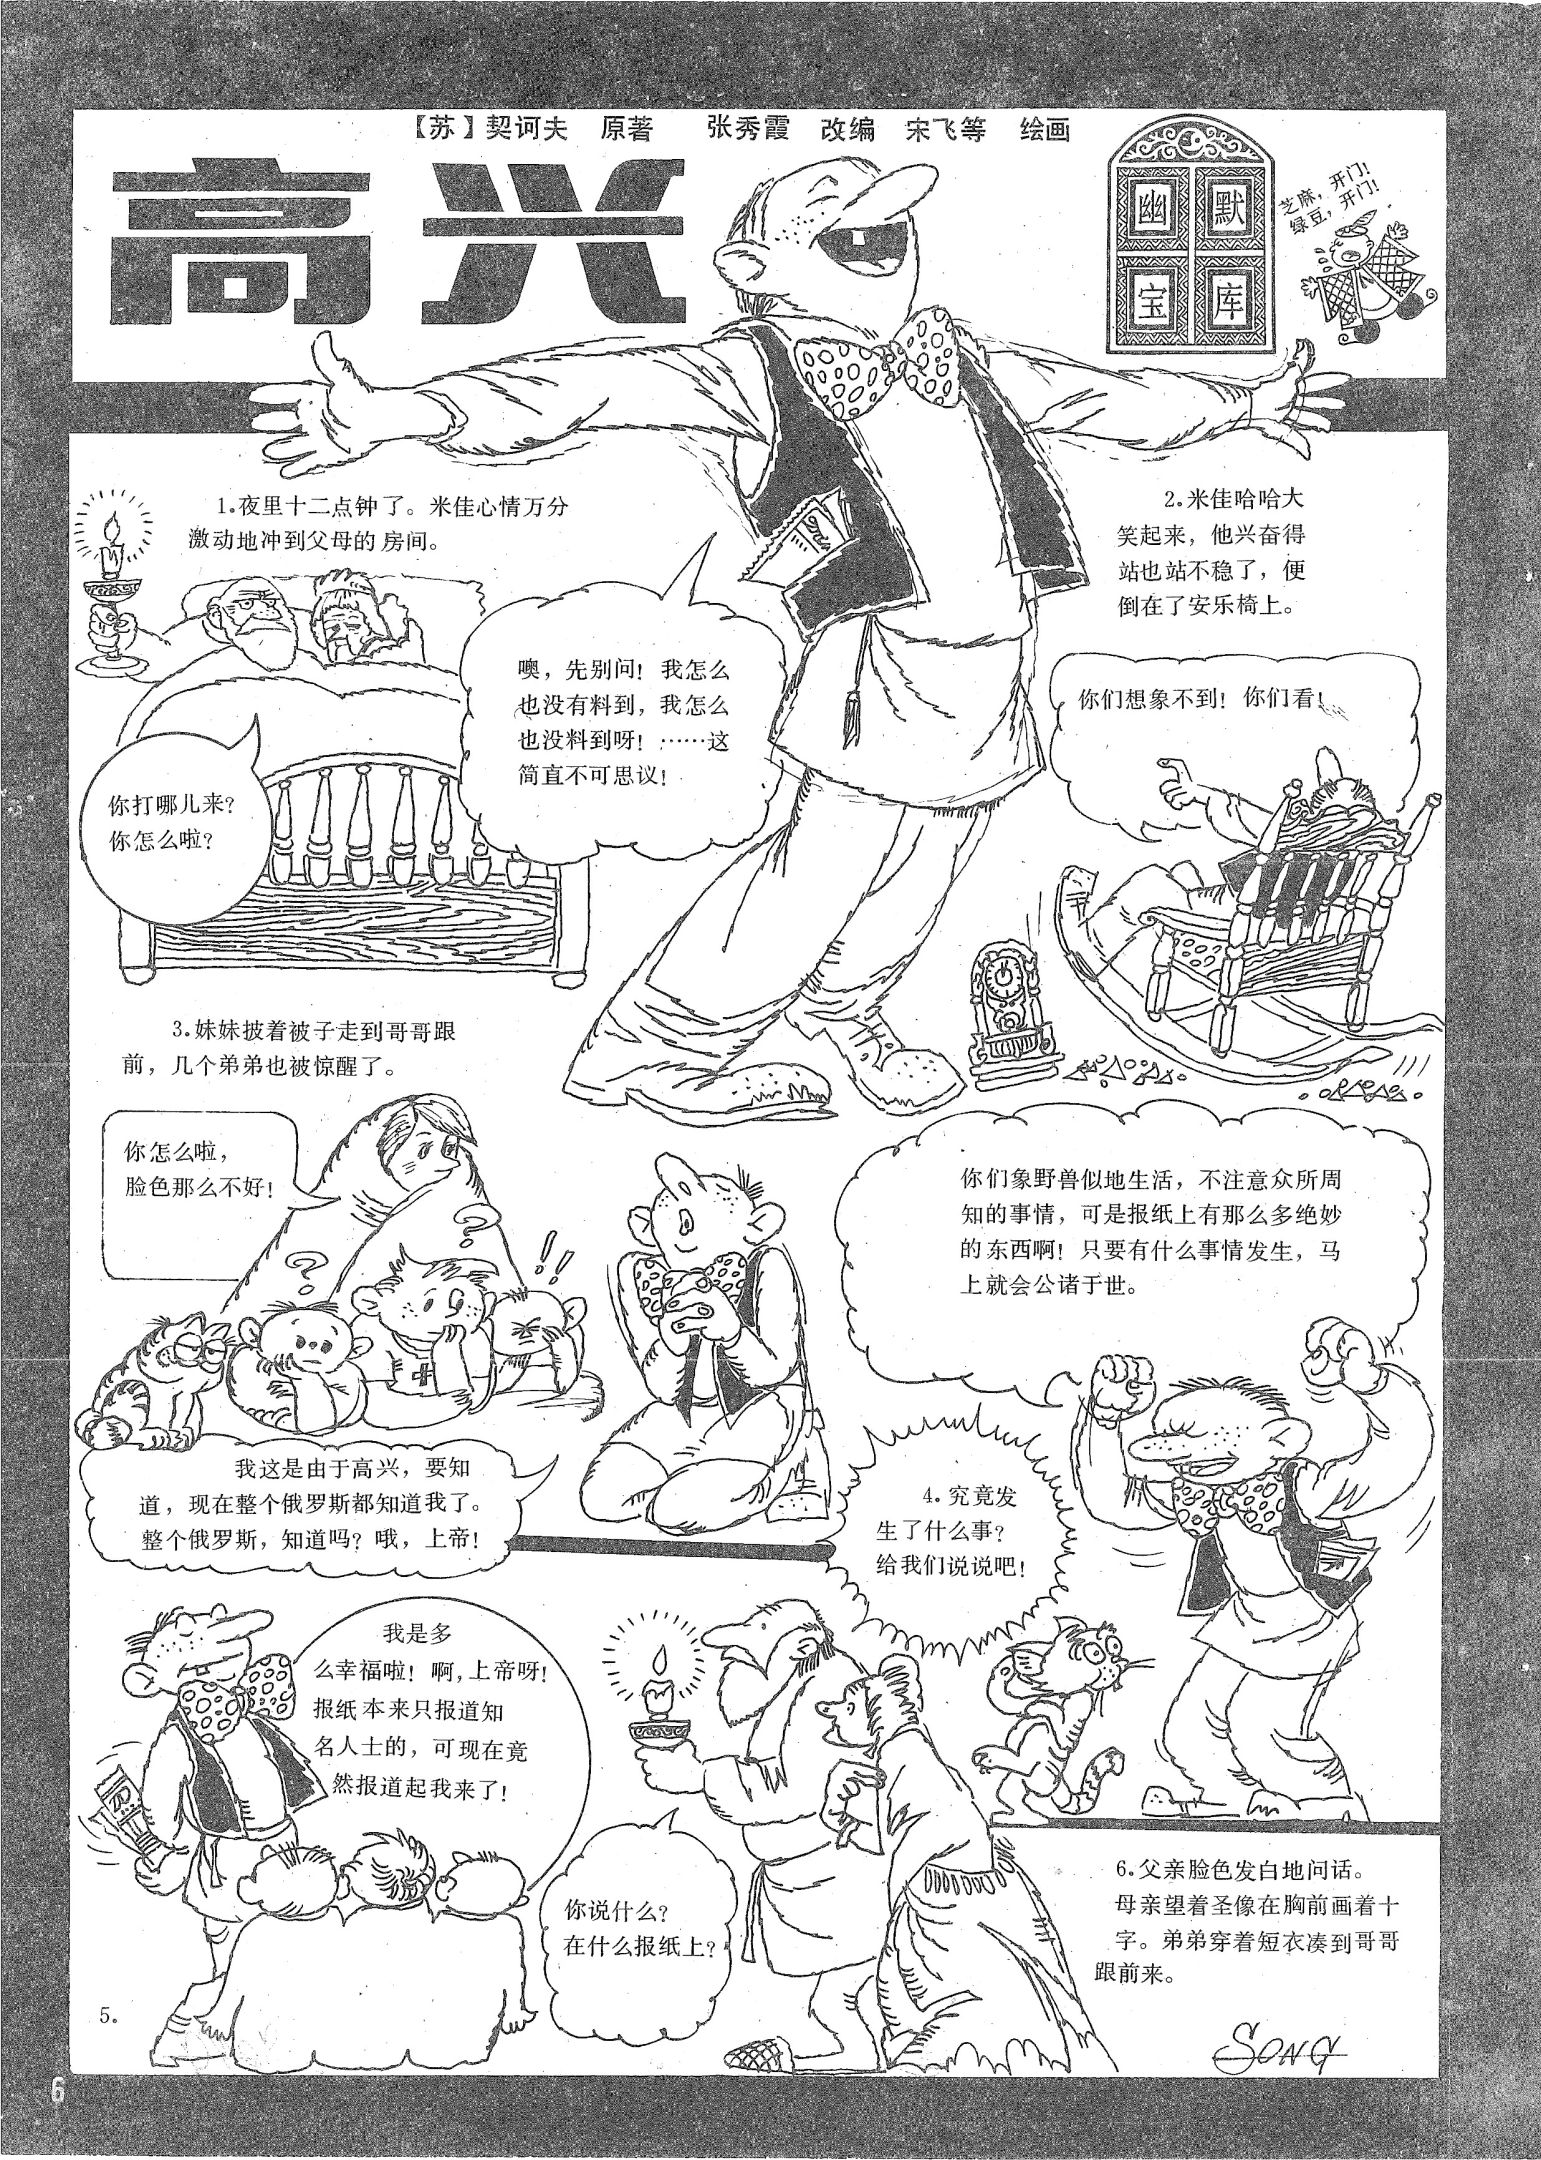 【苏】契诃夫 原著 张秀霞 改编 宋飞等 绘画
高兴
幽默
宝库
芝麻，开门！
绿豆，开门！
1.夜里十二点钟了。米佳心情万分
激动地冲到父母的房间。
你打哪儿来？
你怎么啦？
噢，先别问！我怎么
也没有料到，我怎么
也没料到呀！……这
简直不可思议！
2.米佳哈哈大
笑起来，他兴奋得
站也站不稳了，便
倒在了安乐椅上。
你们想象不到！你们看！
3.妹妹披着被子走到哥哥跟
前，几个弟弟也被惊醒了。
你怎么啦，
脸色那么不好！
？
？
！！
我这是由于高兴，要知
道，现在整个俄罗斯都知道我了。
整个俄罗斯，知道吗？哦，上帝！
4.究竟发
生了什么事？
给我们说说吧！
你们象野兽似地生活，不注意众所周
知的事情，可是报纸上有那么多绝妙
的东西啊！只要有什么事情发生，马
上就会公诸于世。
我是多
么幸福啦！啊，上帝呀！
报纸本来只报道知
名人士的，可现在竟
然报道起我来了！
5。
你说什么？
在什么报纸上？
6.父亲脸色发白地问话。
母亲望着圣像在胸前画着十
字。弟弟穿着短衣凑到哥哥
跟前来。
SONG
6